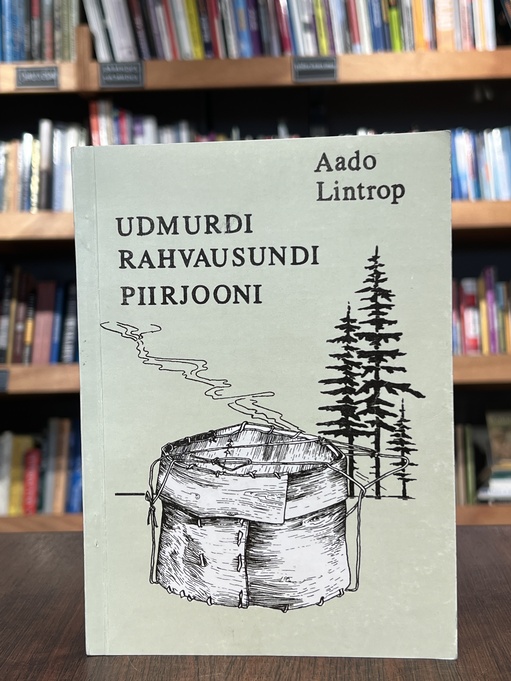 Aado
Lintrop
UDMURDI
RAHVAUSUNDI
PIIRJOONI